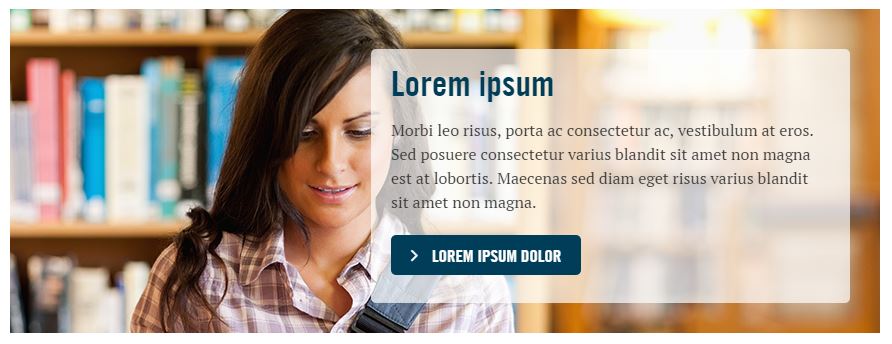 Lorem ipsum
Morbi leo risus, porta ac consectetur ac, vestibulum at eros.
Sed posuere consectetur varius blandit sit amet non magna
est at lobortis. Maecenas sed diam eget risus varius blandit
sit amet non magna.
LOREM IPSUM DOLOR